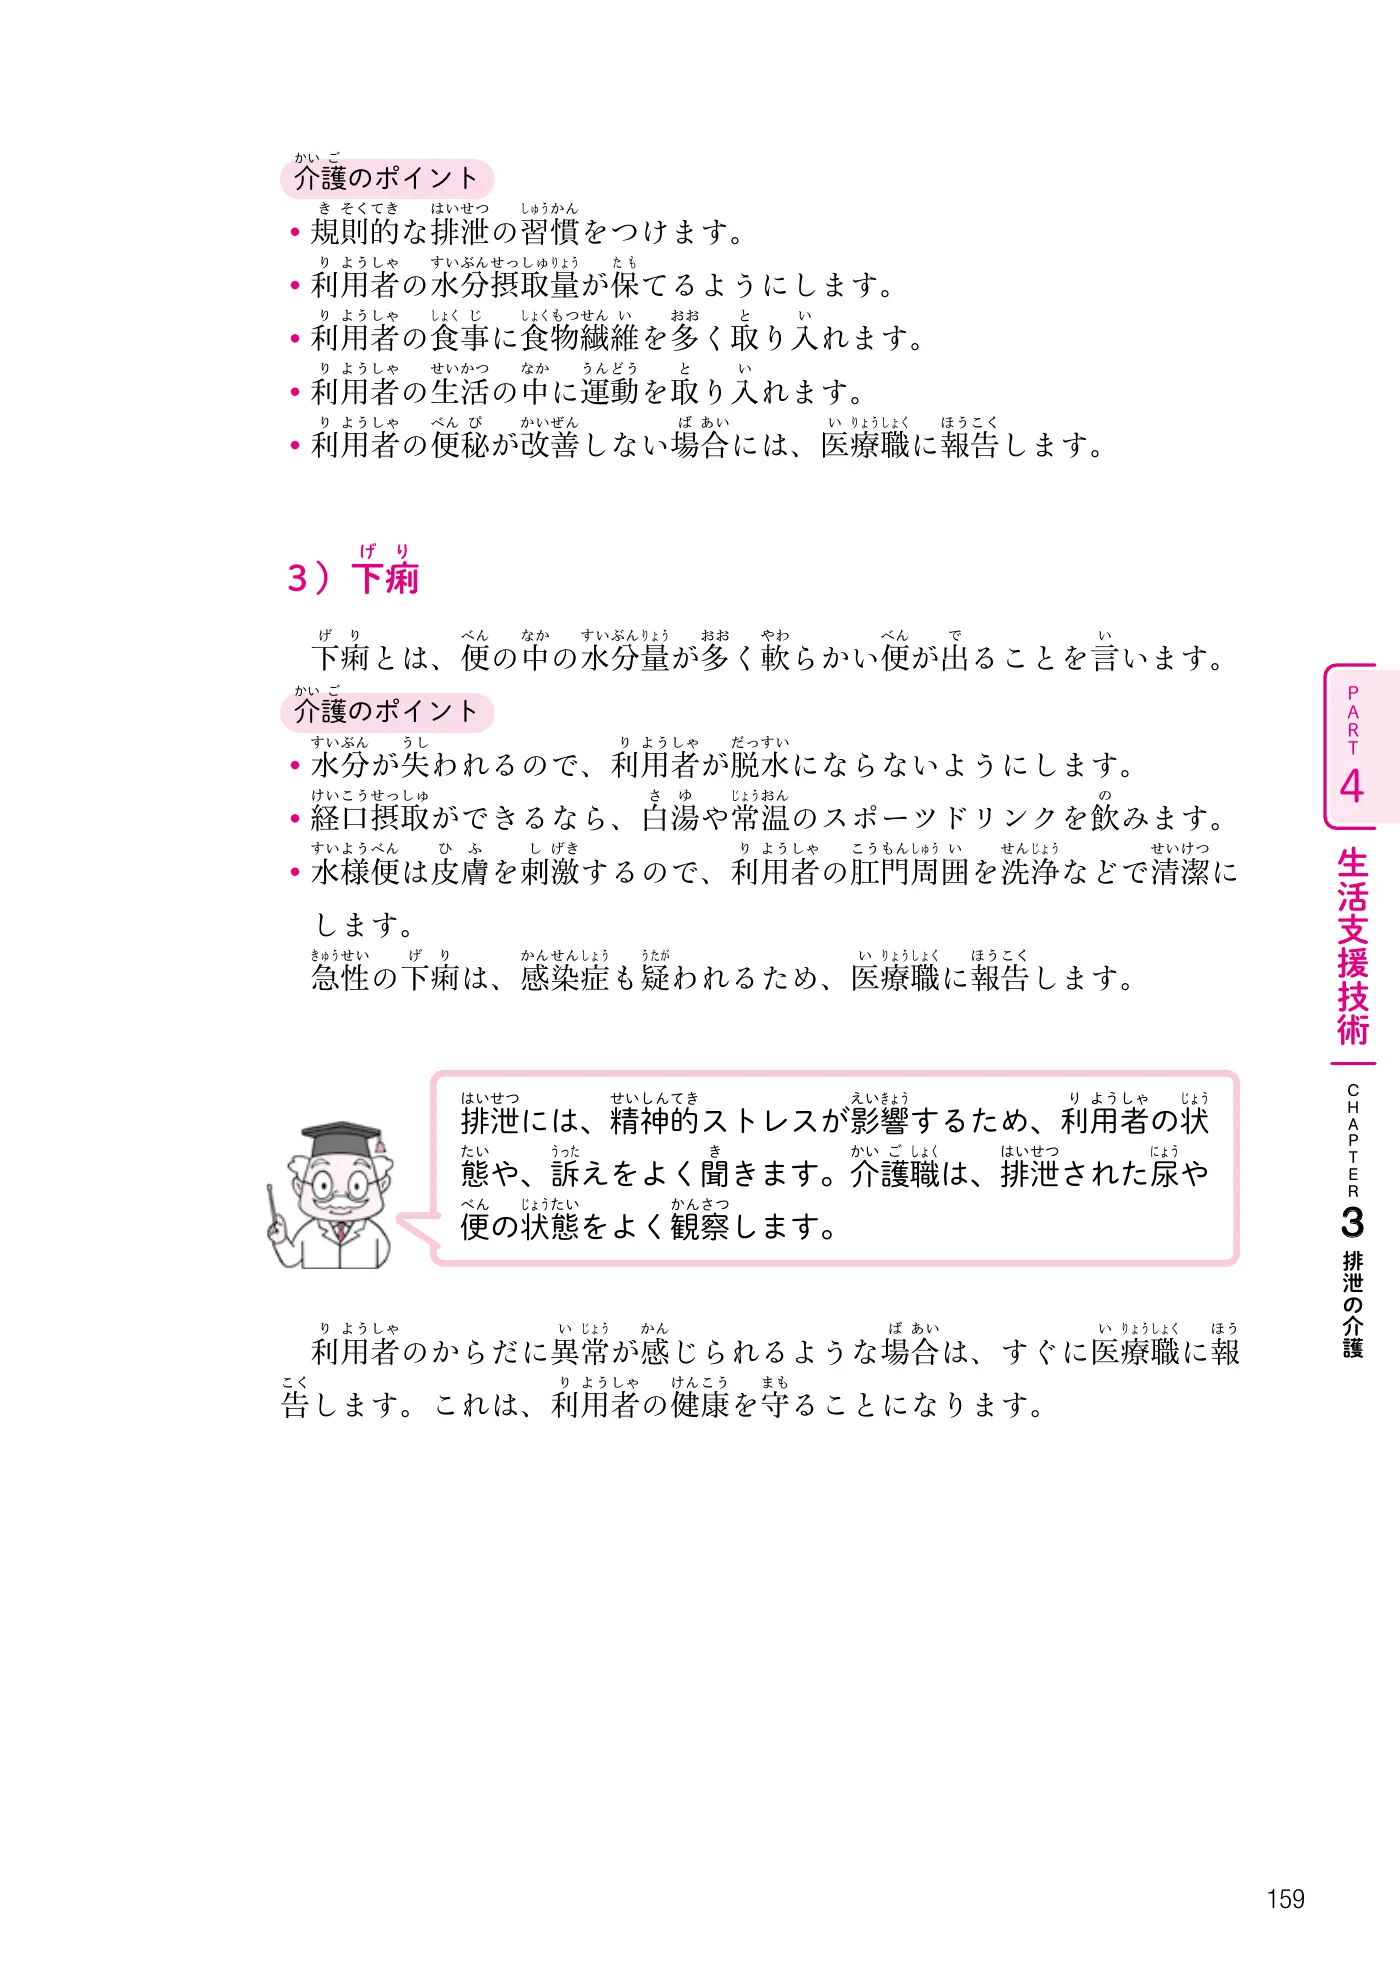 介護のポイント
• 規則的な排泄の習慣をつけます。
• 利用者の水分摂取量が保てるようにします。
• 利用者の食事に食物繊維を多く取り入れます。
• 利用者の生活の中に運動を取り入れます。
• 利用者の便秘が改善しない場合には、医療職に報告します。
3）下痢
下痢とは、便の中の水分量が多く軟らかい便が出ることを言います。
介護のポイント
• 水分が失われるので、利用者が脱水にならないようにします。
• 経口摂取ができるなら、白湯や常温のスポーツドリンクを飲みます。
• 水様便は皮膚を刺激するので、利用者の肛門周囲を洗浄などで清潔に
します。
急性の下痢は、感染症も疑われるため、医療職に報告します。
排泄には、精神的ストレスが影響するため、利用者の状
態や、訴えをよく聞きます。介護職は、排泄された尿や
便の状態をよく観察します。
利用者のからだに異常が感じられるような場合は、すぐに医療職に報
告します。これは、利用者の健康を守ることになります。
PART 4 生活支援技術
CHAPTER 3 排泄の介護
159